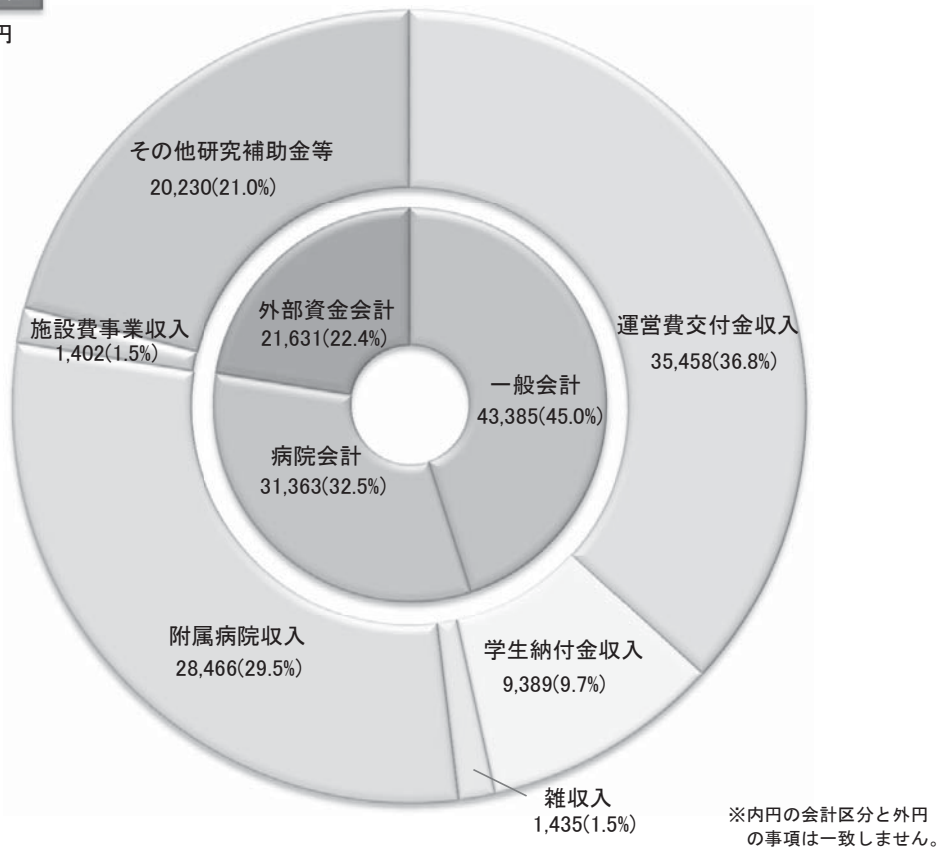 円
その他研究補助金等
20,230(21.0%)
外部資金会計
21,631(22.4%)
施設費事業収入
1,402(1.5%)
運営費交付金収入
35,458(36.8%)
一般会計
43,385(45.0%)
病院会計
31,363(32.5%)
附属病院収入
28,466(29.5%)
学生納付金収入
9,389(9.7%)
雑収入
1,435(1.5%)
※内円の会計区分と外円
の事項は一致しません。